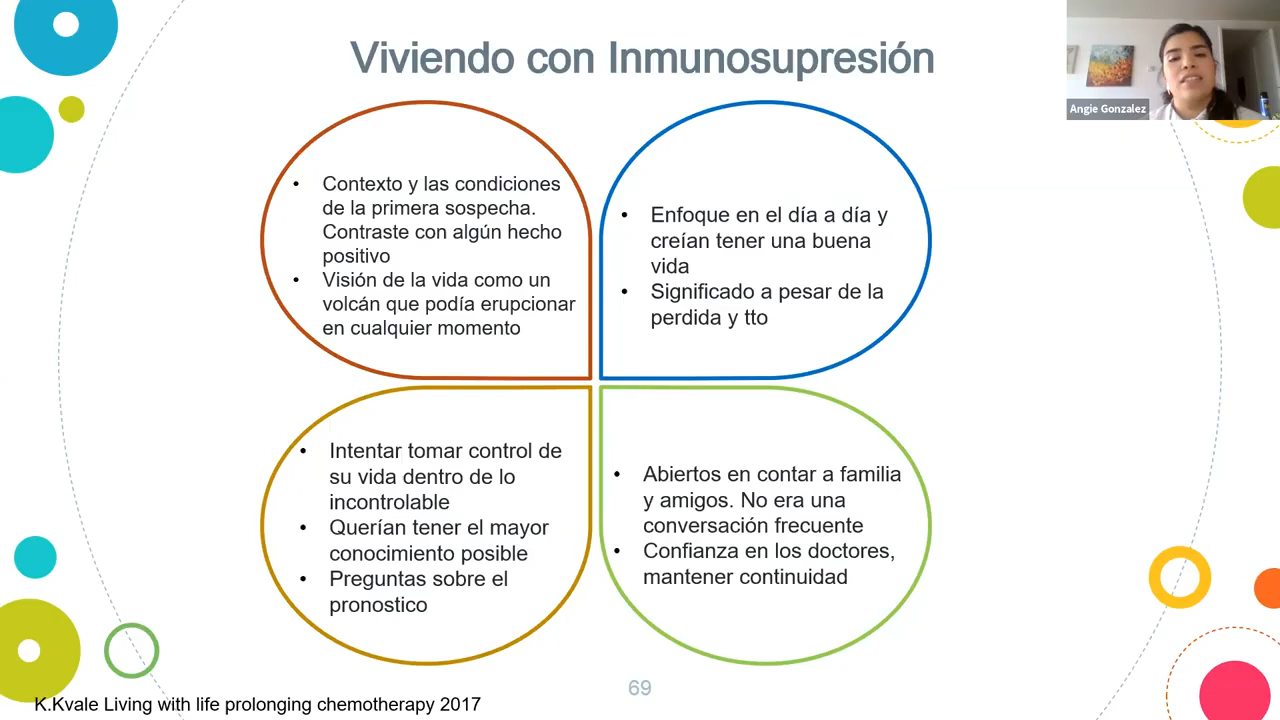 Viviendo con Inmunosupresión
Angie Gonzalez
• Contexto y las condiciones
de la primera sospecha.
Contraste con algún hecho
positivo
• Visión de la vida como un
volcán que podía erupcionar
en cualquier momento
• Enfoque en el día a día y
creían tener una buena
vida
• Significado a pesar de la
perdida y tto
• Intentar tomar control de
su vida dentro de lo
incontrolable
• Querían tener el mayor
conocimiento posible
• Preguntas sobre el
pronostico
• Abiertos en contar a familia
y amigos. No era una
conversación frecuente
• Confianza en los doctores,
mantener continuidad
69
K.Kvale Living with life prolonging chemotherapy 2017